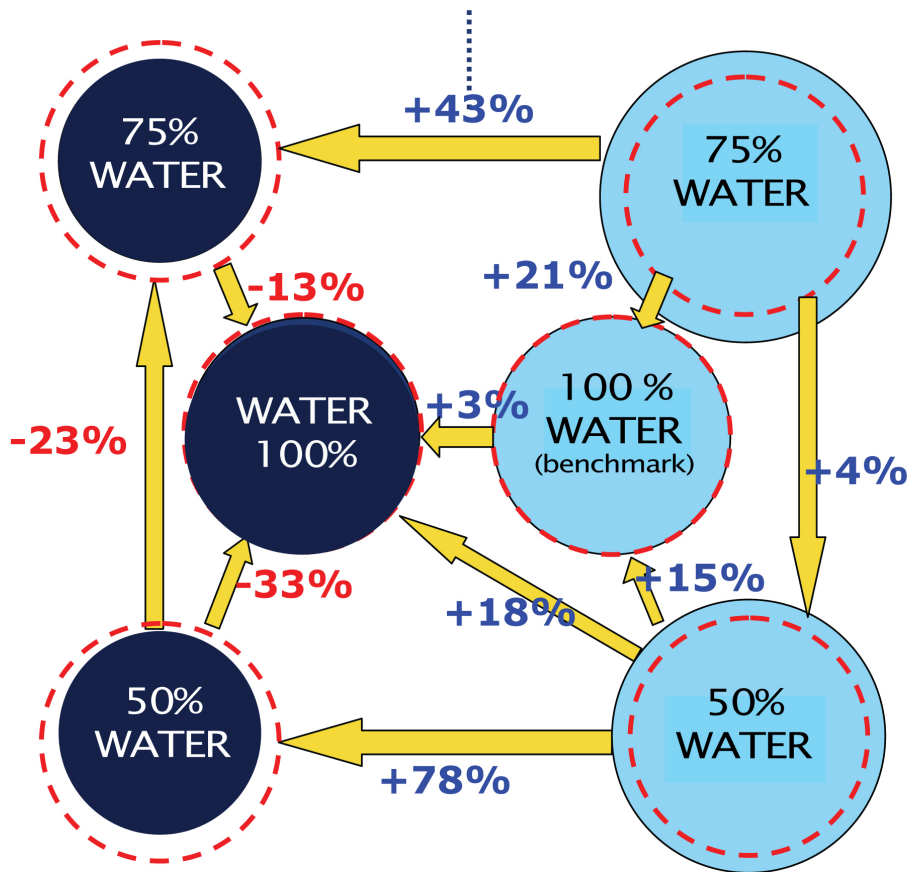 +43%
75%
WATER
75%
WATER
+21%
-13%
WATER
100%
+3%
100 %
WATER
(benchmark)
-23%
+4%
-33%
+15%
+18%
50%
WATER
50%
WATER
+78%